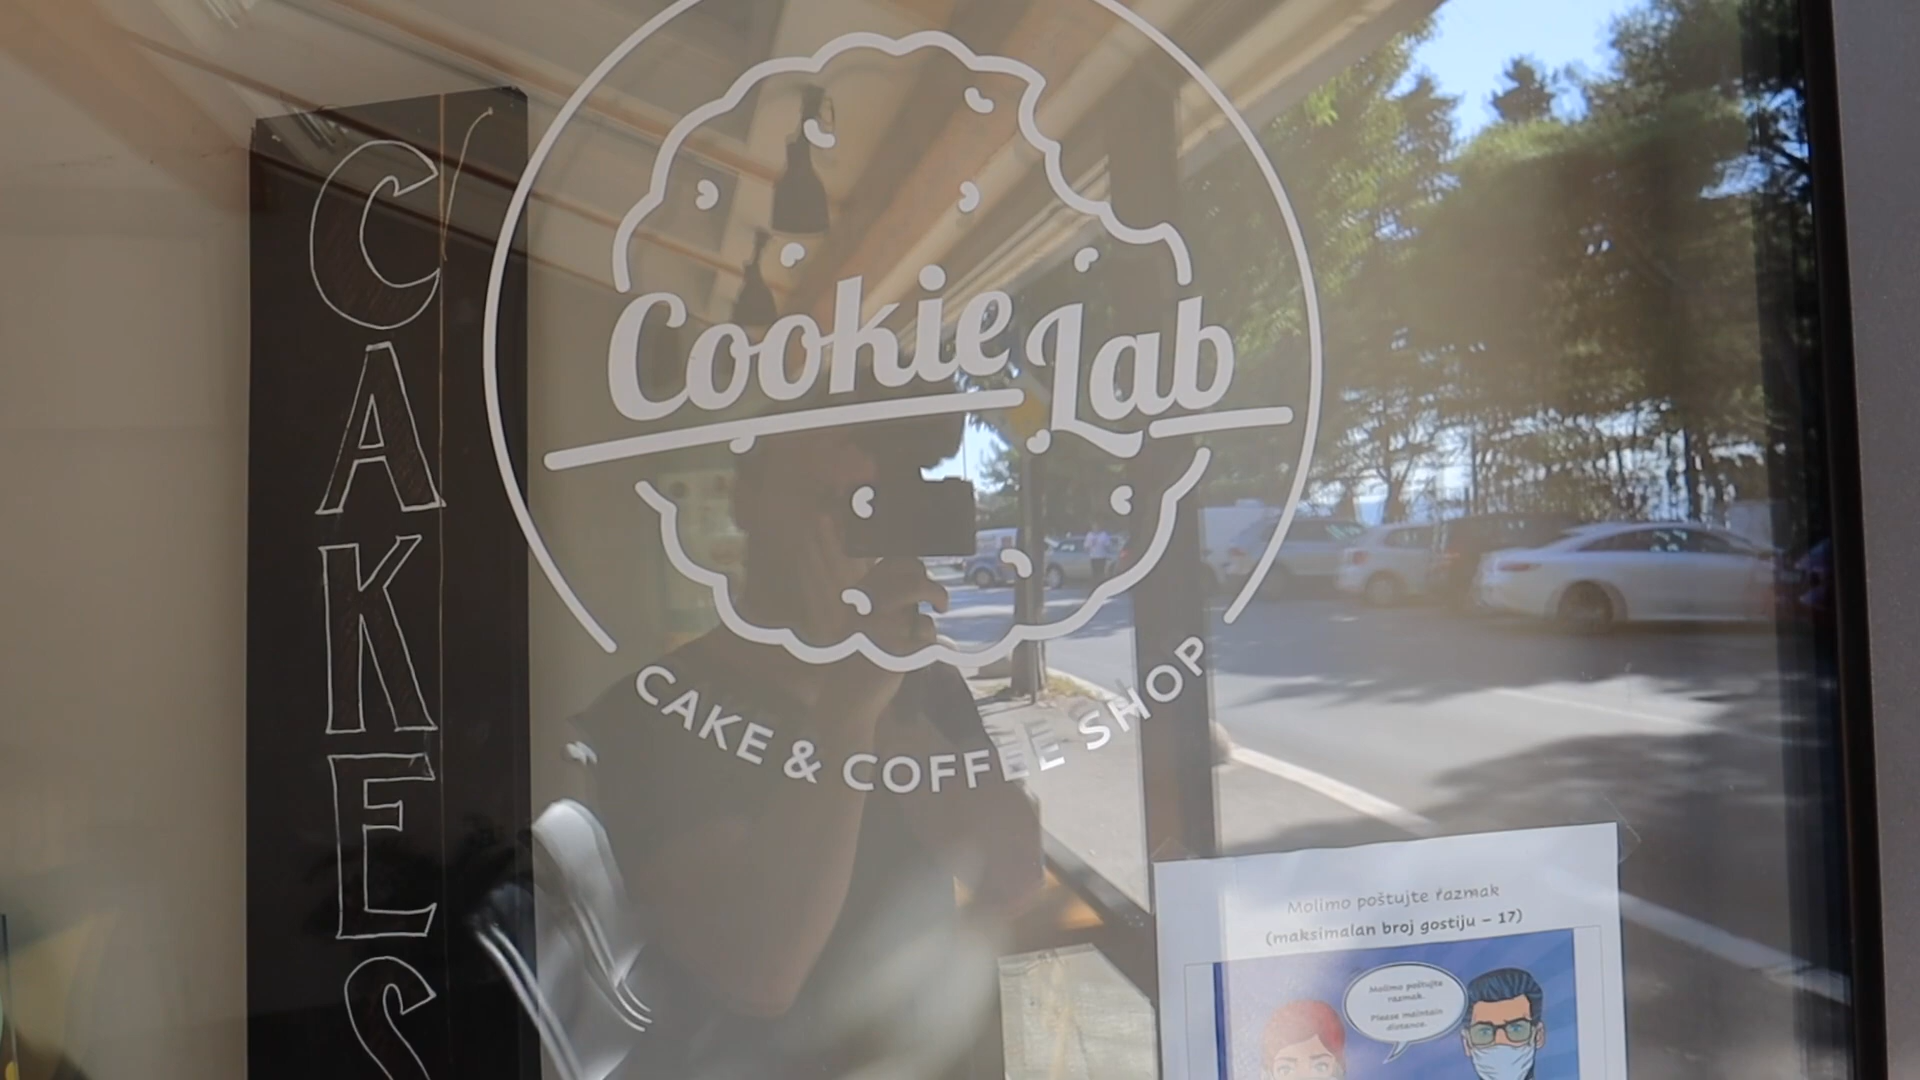 CAKES
Cookie Lab
CAKE & COFFEE SHOP
Molimo poštujte razmak
(maksimalan broj gostiju – 17)
Molimo poštujte
razmak.
Please maintain
distance.